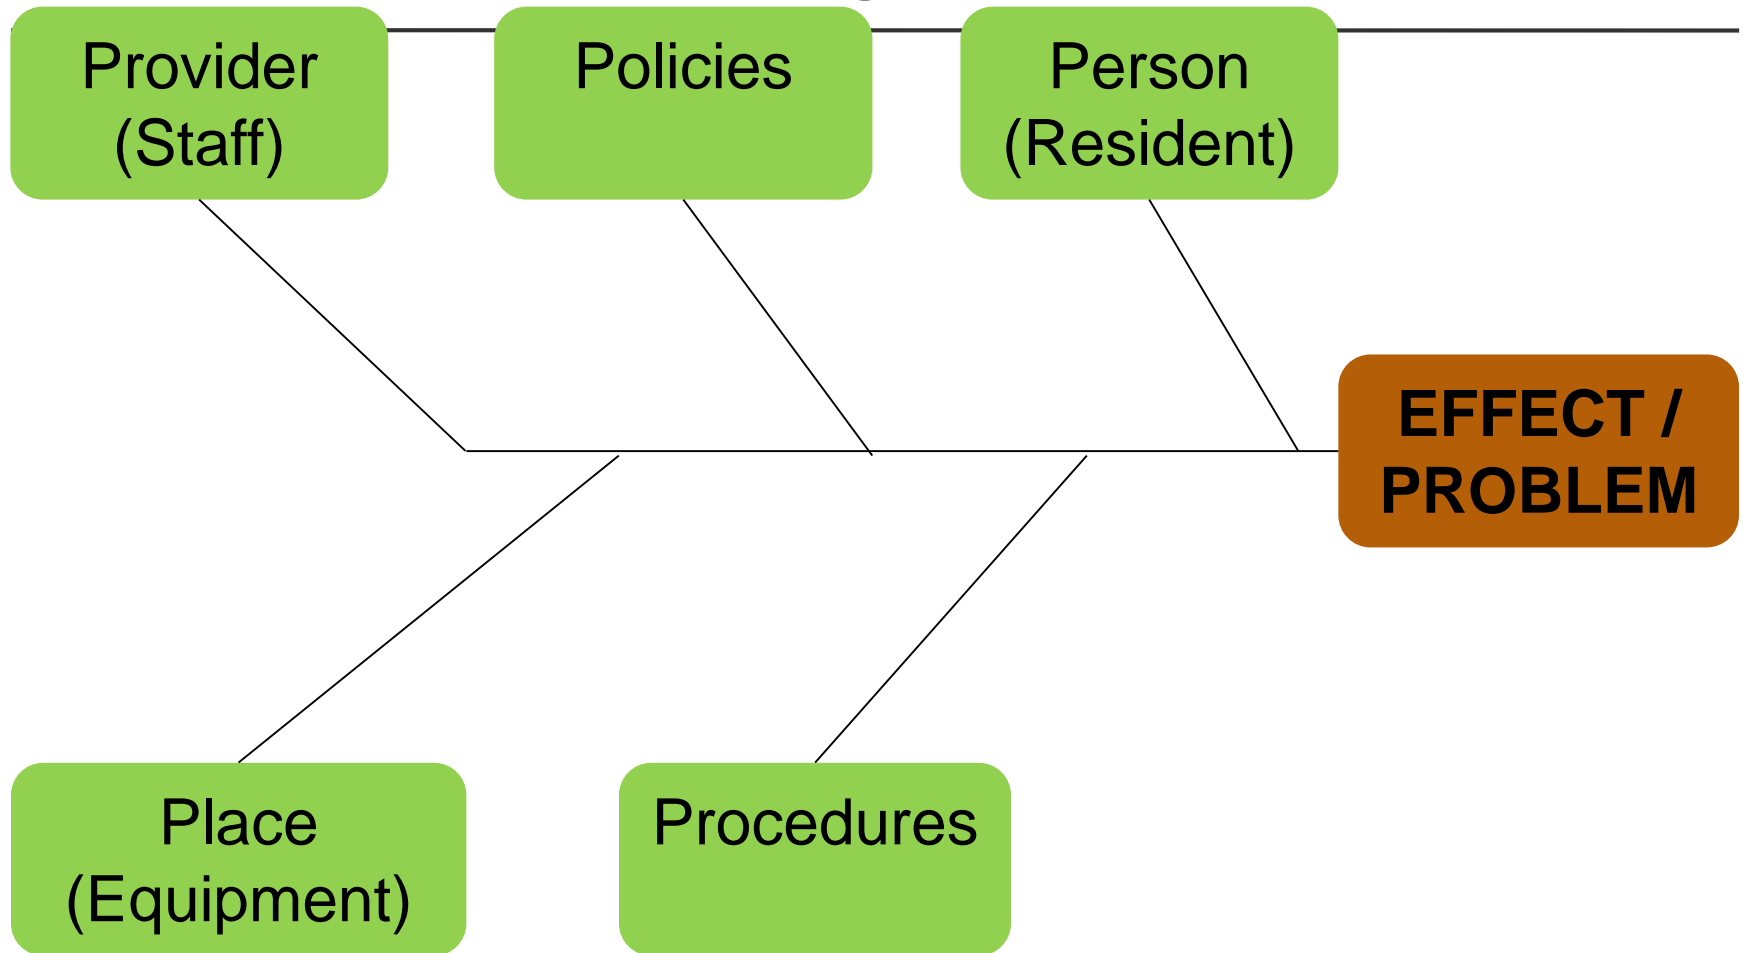 Provider
(Staff)
Policies
Person
(Resident)
EFFECT /
PROBLEM
Place
(Equipment)
Procedures